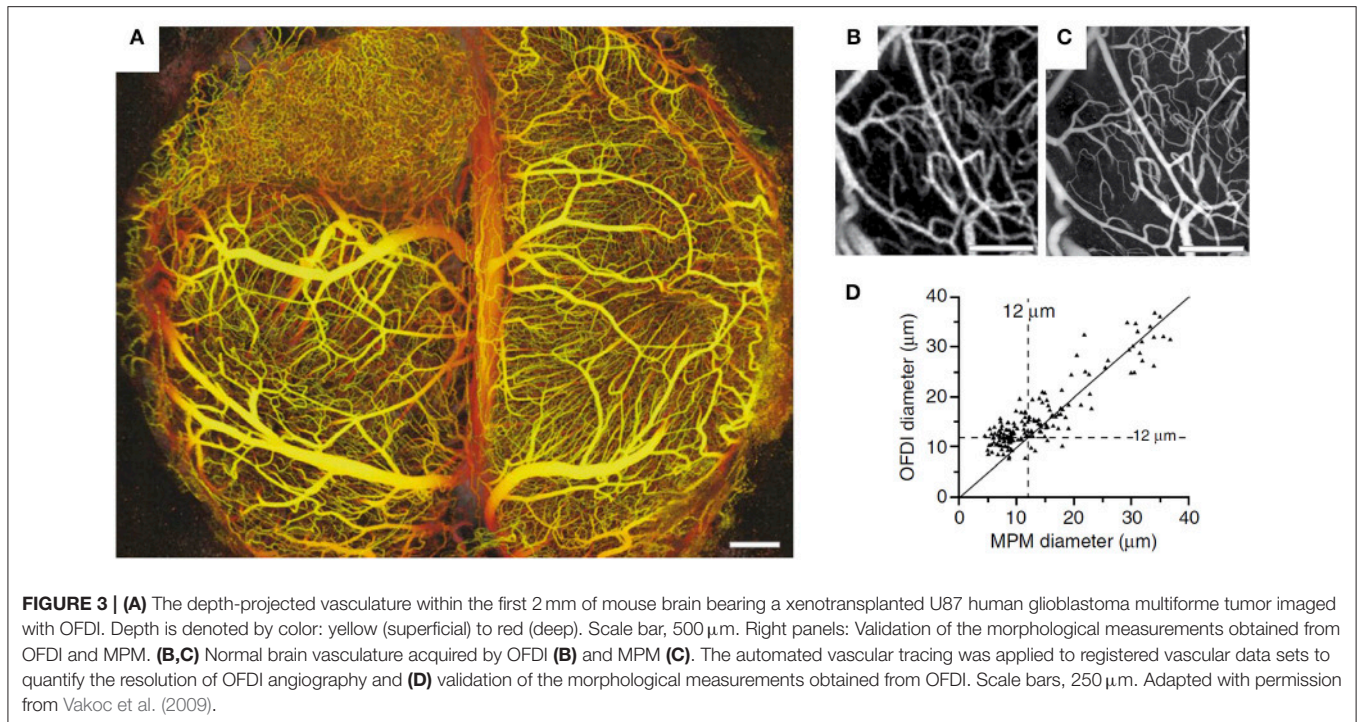 A
B
C
D
40
30
20
10
0
OFDI diameter (μm)
12 μm
12 μm
0 10 20 30 40
MPM diameter (μm)
FIGURE 3 | (A) The depth-projected vasculature within the first 2 mm of mouse brain bearing a xenotransplanted U87 human glioblastoma multiforme tumor imaged
with OFDI. Depth is denoted by color: yellow (superficial) to red (deep). Scale bar, 500 μm. Right panels: Validation of the morphological measurements obtained from
OFDI and MPM. (B,C) Normal brain vasculature acquired by OFDI (B) and MPM (C). The automated vascular tracing was applied to registered vascular data sets to
quantify the resolution of OFDI angiography and (D) validation of the morphological measurements obtained from OFDI. Scale bars, 250 μm. Adapted with permission
from Vakoc et al. (2009).